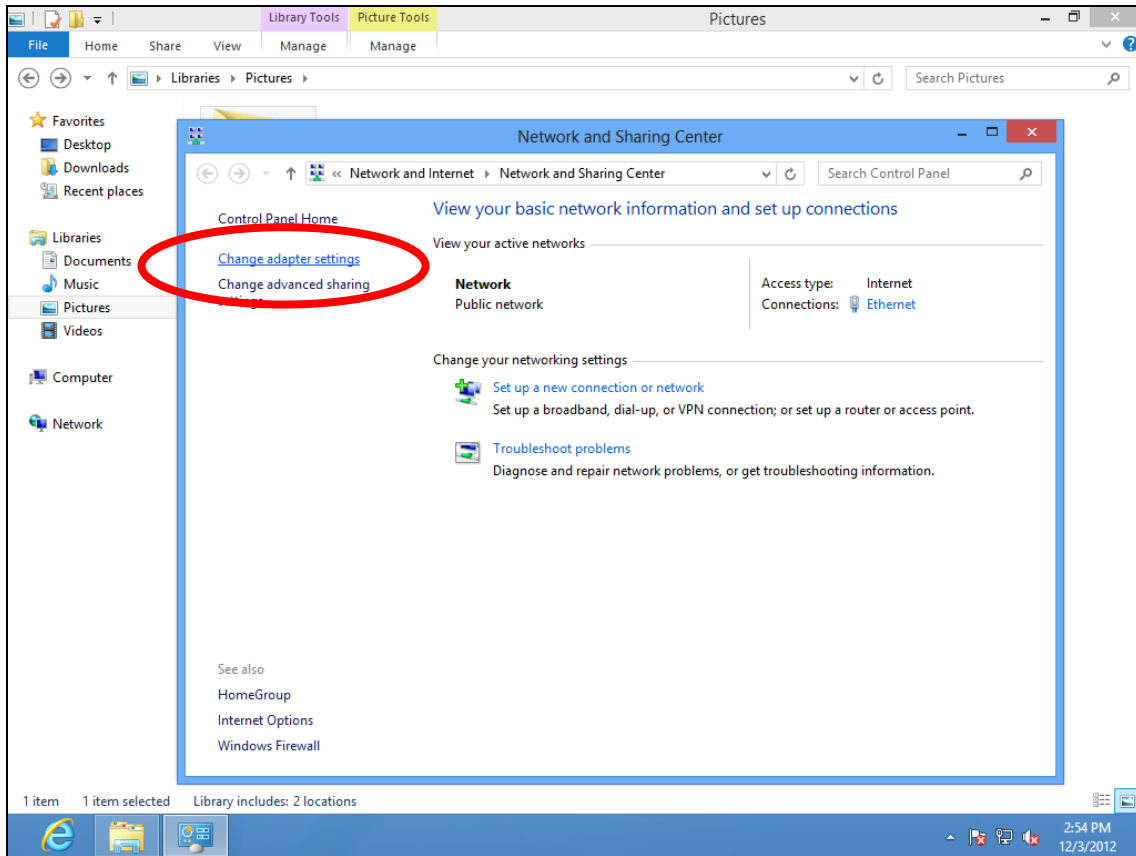 Library Tools Picture Tools Pictures
File Home Share View Manage Manage
Libraries Pictures Search Pictures
Favorites
Desktop
Downloads
Recent places
Libraries
Documents
Music
Pictures
Videos
Computer
Network
Network and Sharing Center
« Network and Internet Network and Sharing Center Search Control Panel
Control Panel Home
Change adapter settings
Change advanced sharing
settings
View your basic network information and set up connections
View your active networks
Network
Public network
Access type: Internet
Connections: Ethernet
Change your networking settings
Set up a new connection or network
Set up a broadband, dial-up, or VPN connection; or set up a router or access point.
Troubleshoot problems
Diagnose and repair network problems, or get troubleshooting information.
See also
HomeGroup
Internet Options
Windows Firewall
1 item 1 item selected Library includes: 2 locations
2:54 PM
12/3/2012